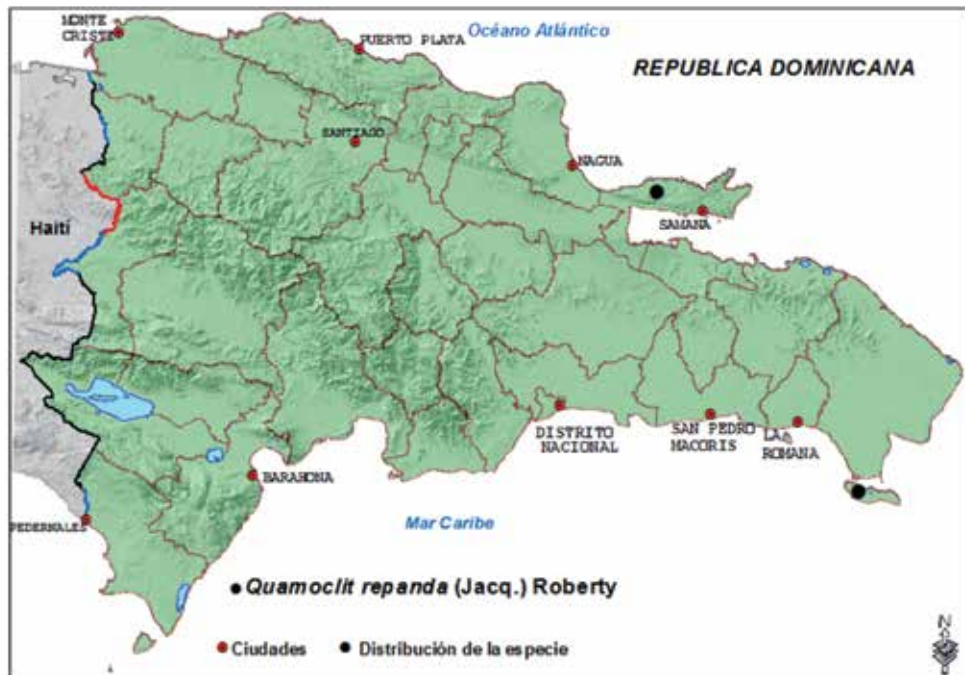 MONTE
CRISTI
PUERTO PLATA
Océano Atlántico
REPUBLICA DOMINICANA
SANTIAGO
NAGUA
SAMANA
Haití
DISTRITO
NACIONAL
SAN PEDRO
MACORIS
LA
ROMANA
BARAHONA
PEDERNALES
Mar Caribe
Quamoclit repanda (Jacq.) Roberty
Ciudades
Distribución de la especie
N